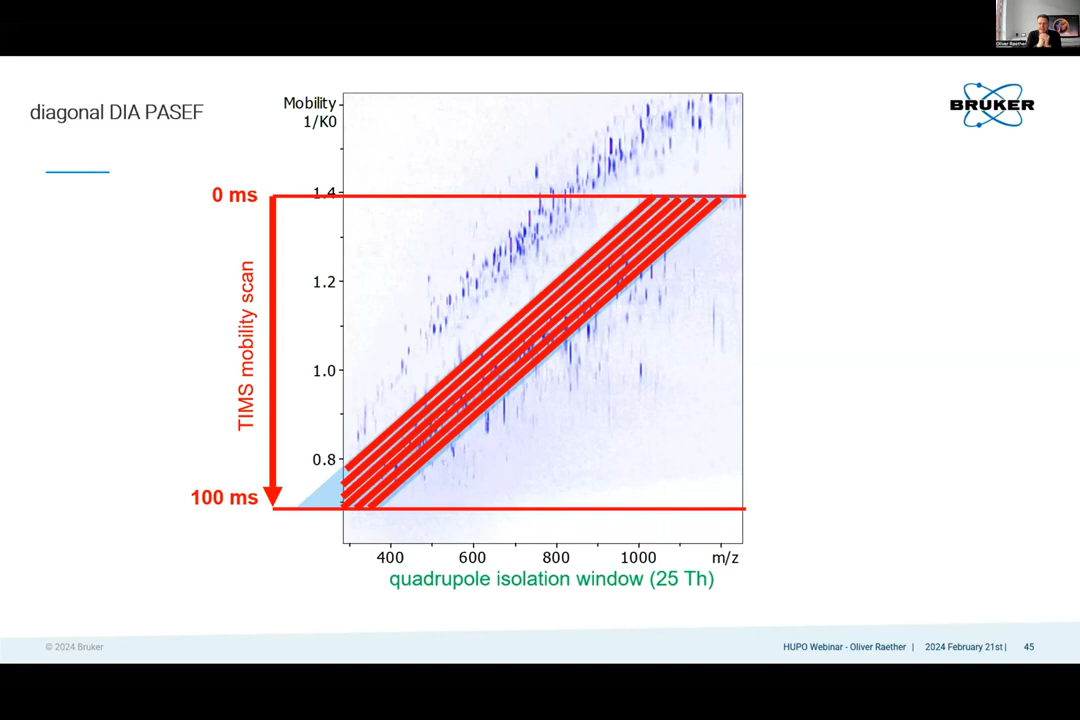 Oliver Raether
diagonal DIA PASEF
BRUKER
Mobility
1/K0
0 ms
1.4
1.2
TIMS mobility scan
1.0
0.8
100 ms
400 600 800 1000 m/z
quadrupole isolation window (25 Th)
© 2024 Bruker
HUPO Webinar - Oliver Raether | 2024 February 21st | 45